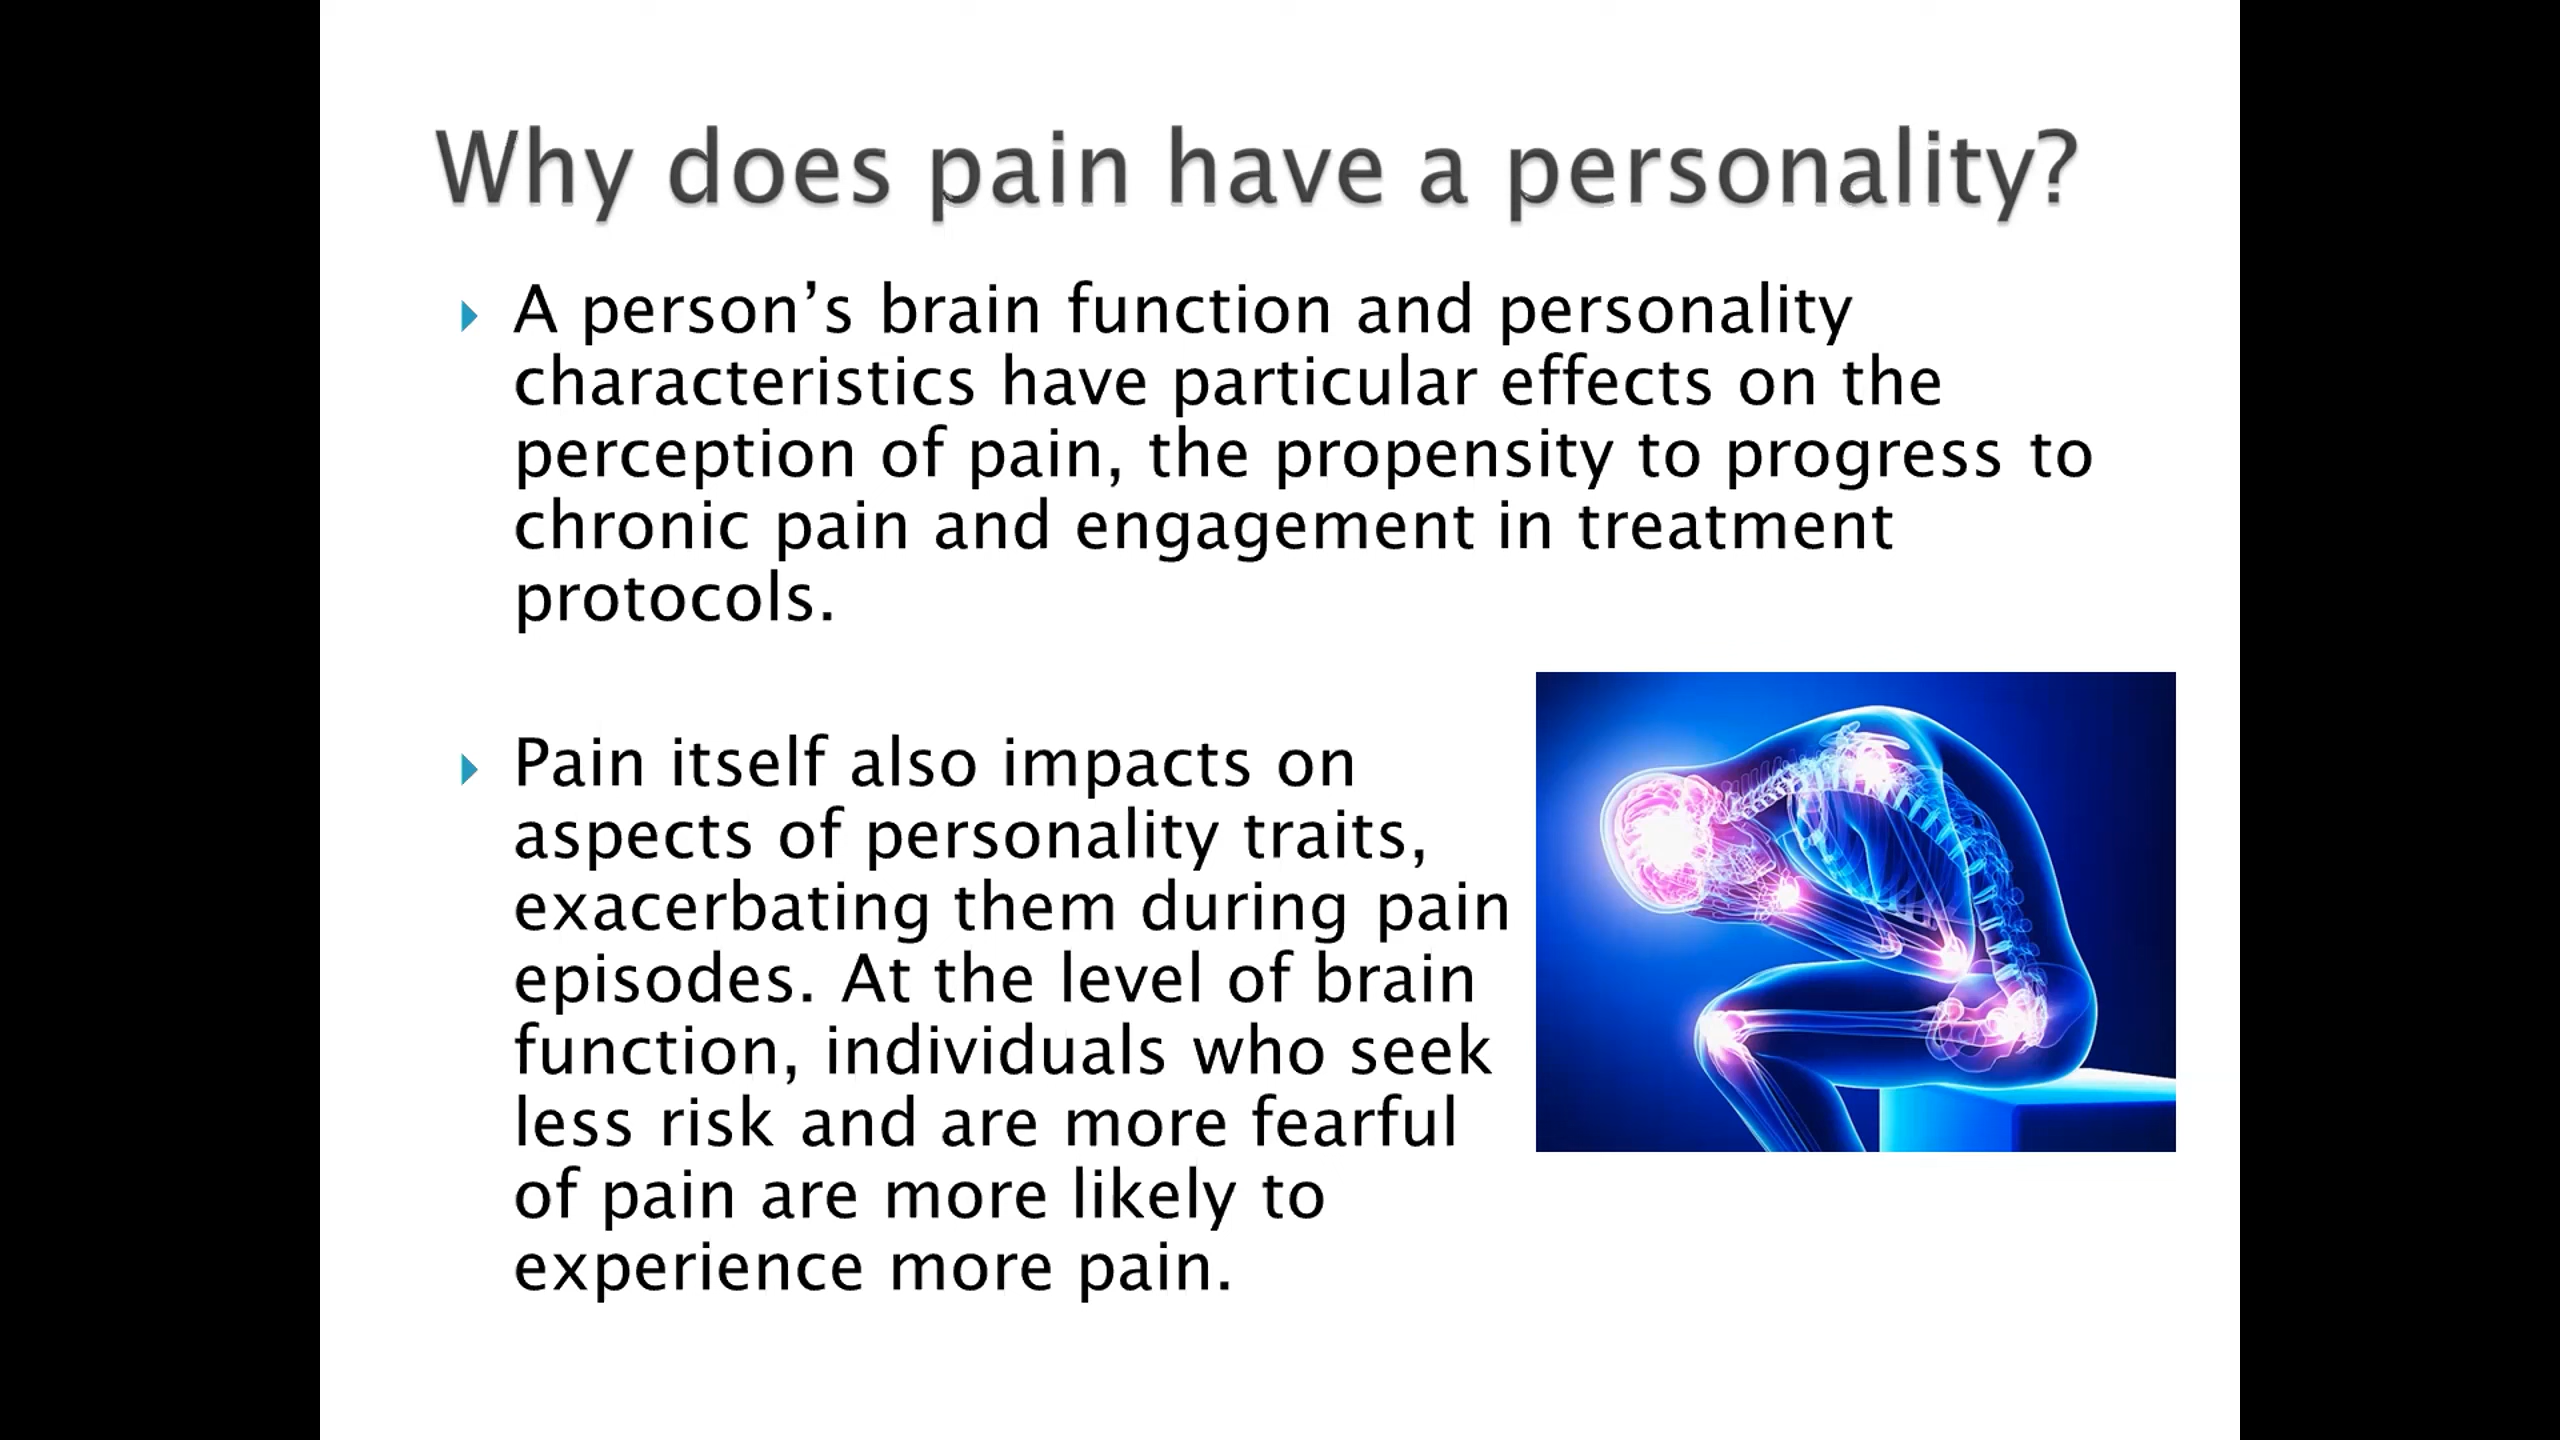 Why does pain have a personality?
A person’s brain function and personality
characteristics have particular effects on the
perception of pain, the propensity to progress to
chronic pain and engagement in treatment
protocols.
Pain itself also impacts on
aspects of personality traits,
exacerbating them during pain
episodes. At the level of brain
function, individuals who seek
less risk and are more fearful
of pain are more likely to
experience more pain.